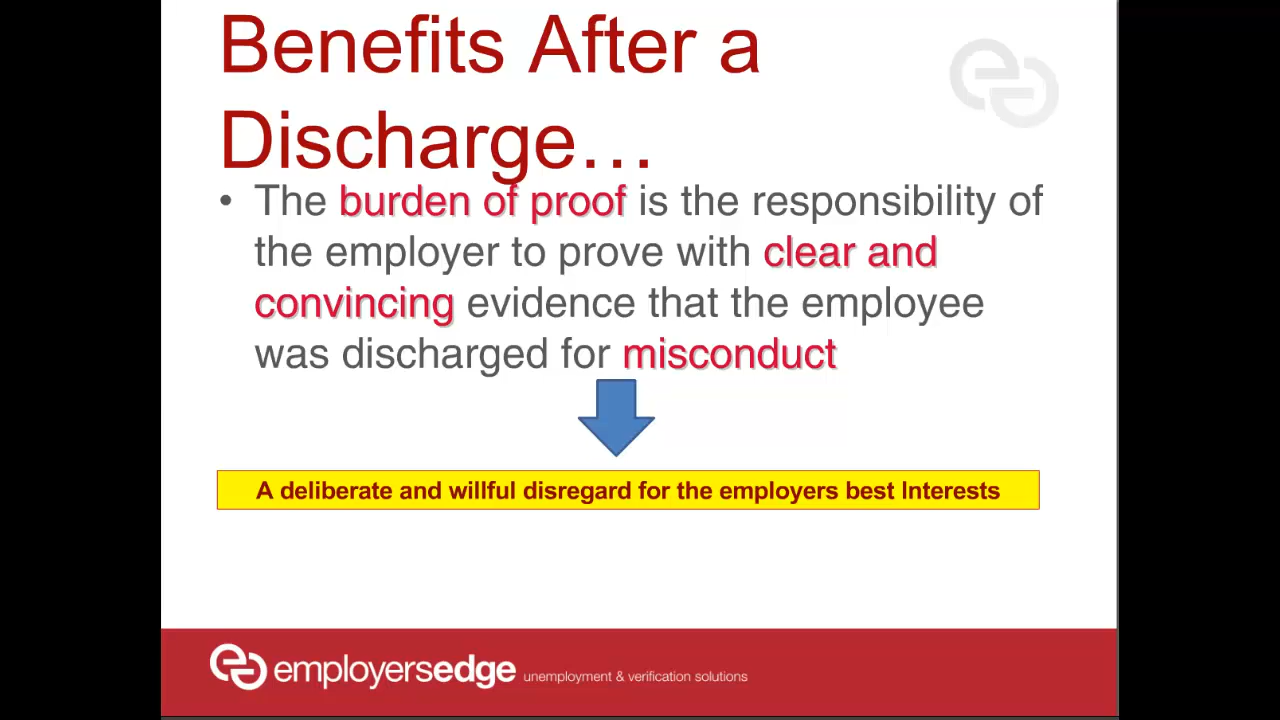 Benefits After a
Discharge…
• The burden of proof is the responsibility of
the employer to prove with clear and
convincing evidence that the employee
was discharged for misconduct
A deliberate and willful disregard for the employers best Interests
employersedge unemployment & verification solutions